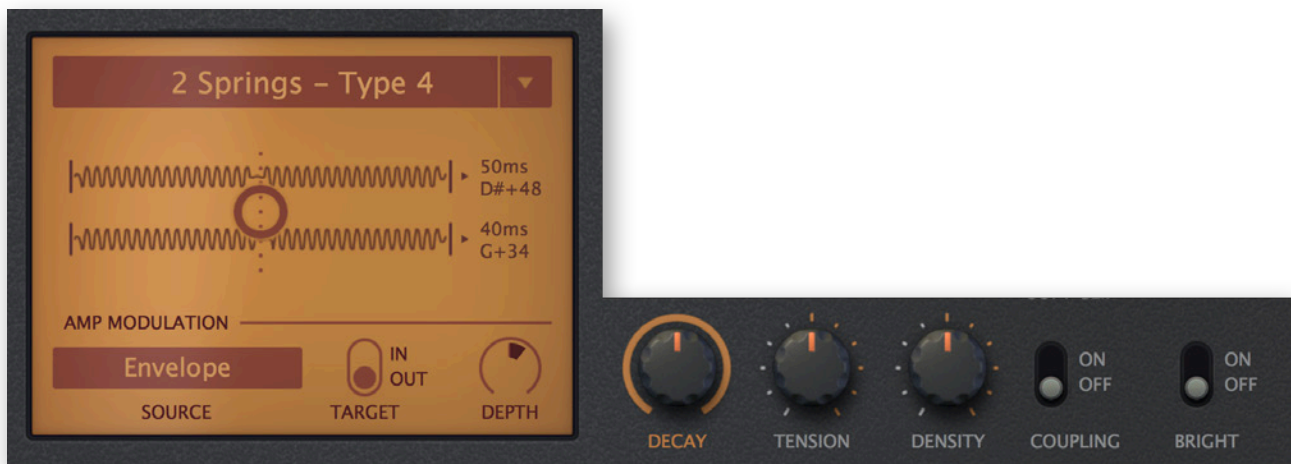 2 Springs – Type 4
50ms
D#+48
40ms
G+34
AMP MODULATION
Envelope
IN
OUT
SOURCE
TARGET
DEPTH
ON
OFF
ON
OFF
DECAY
TENSION
DENSITY
COUPLING
BRIGHT